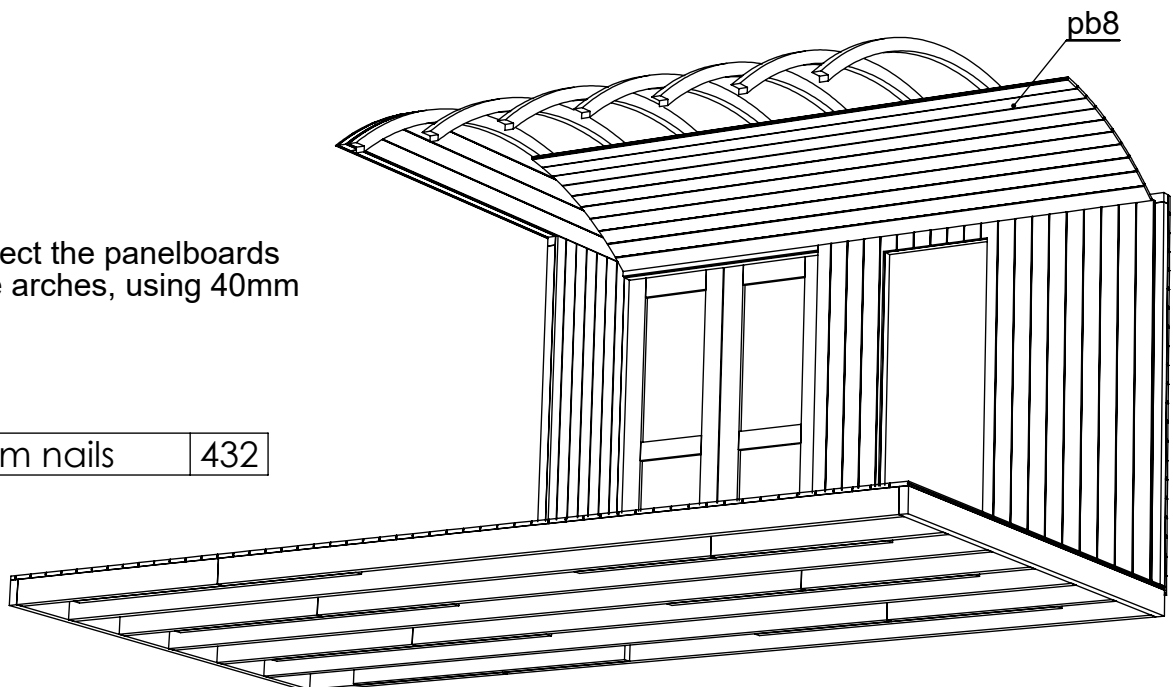 pb8
ect the panelboards
e arches, using 40mm
m nails 432